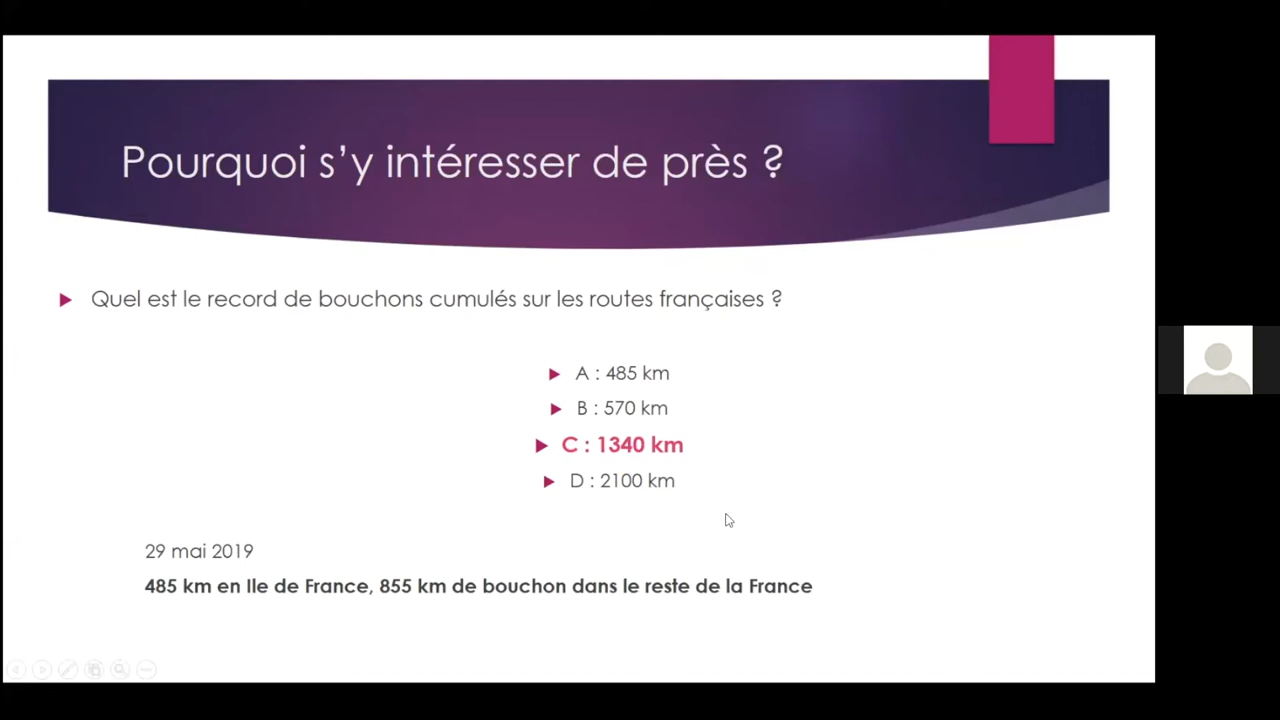 Pourquoi s'y intéresser de près ?
Quel est le record de bouchons cumulés sur les routes françaises ?
A : 485 km
B : 570 km
C : 1340 km
D : 2100 km
29 mai 2019
485 km en Ile de France, 855 km de bouchon dans le reste de la France